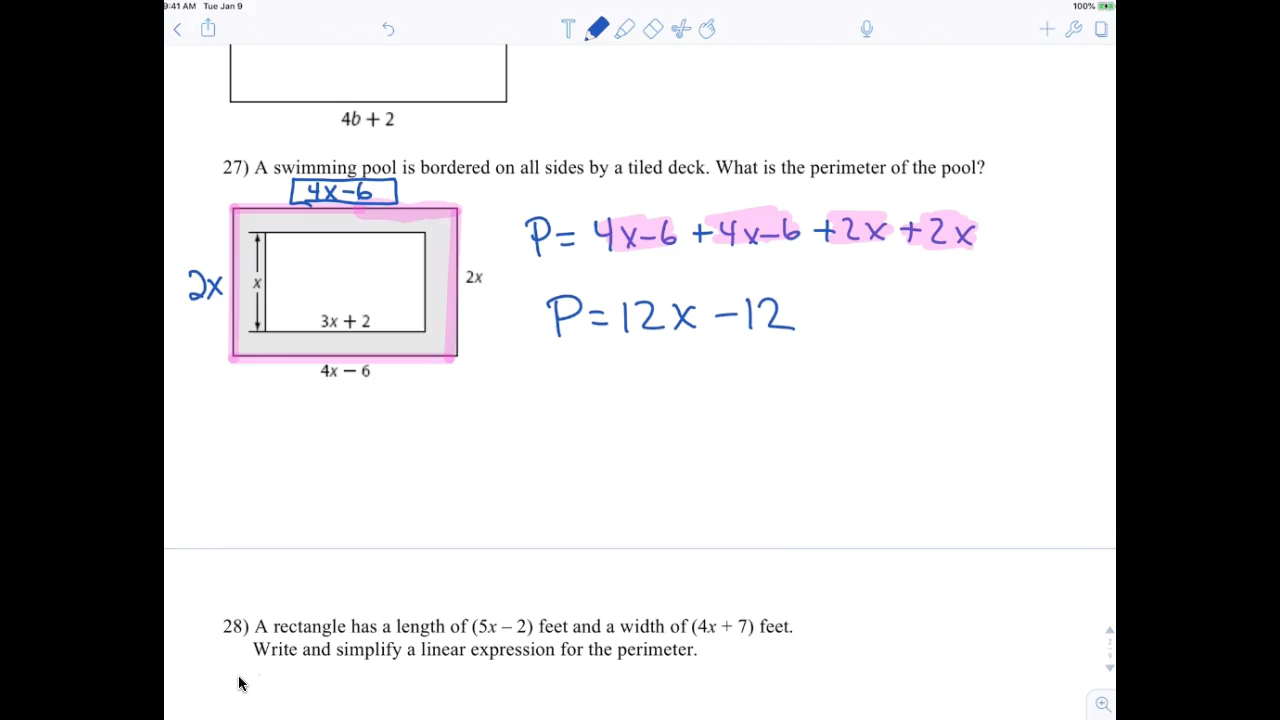 9:41 AM Tue Jan 9
100%
4b + 2
27) A swimming pool is bordered on all sides by a tiled deck. What is the perimeter of the pool?
4x-6
P= 4x-6 +4x-6 +2x +2x
2x
x
2x
3x + 2
P=12x -12
4x − 6
28) A rectangle has a length of (5x – 2) feet and a width of (4x + 7) feet.
Write and simplify a linear expression for the perimeter.